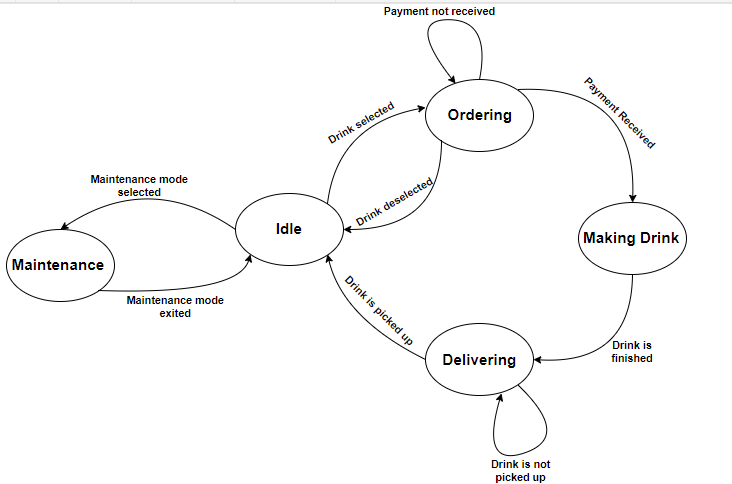 Payment not received
Ordering
Drink selected
Payment Received
Drink deselected
Maintenance mode
selected
Idle
Making Drink
Maintenance
Maintenance mode
exited
Drink is picked up
Drink is
finished
Delivering
Drink is not
picked up